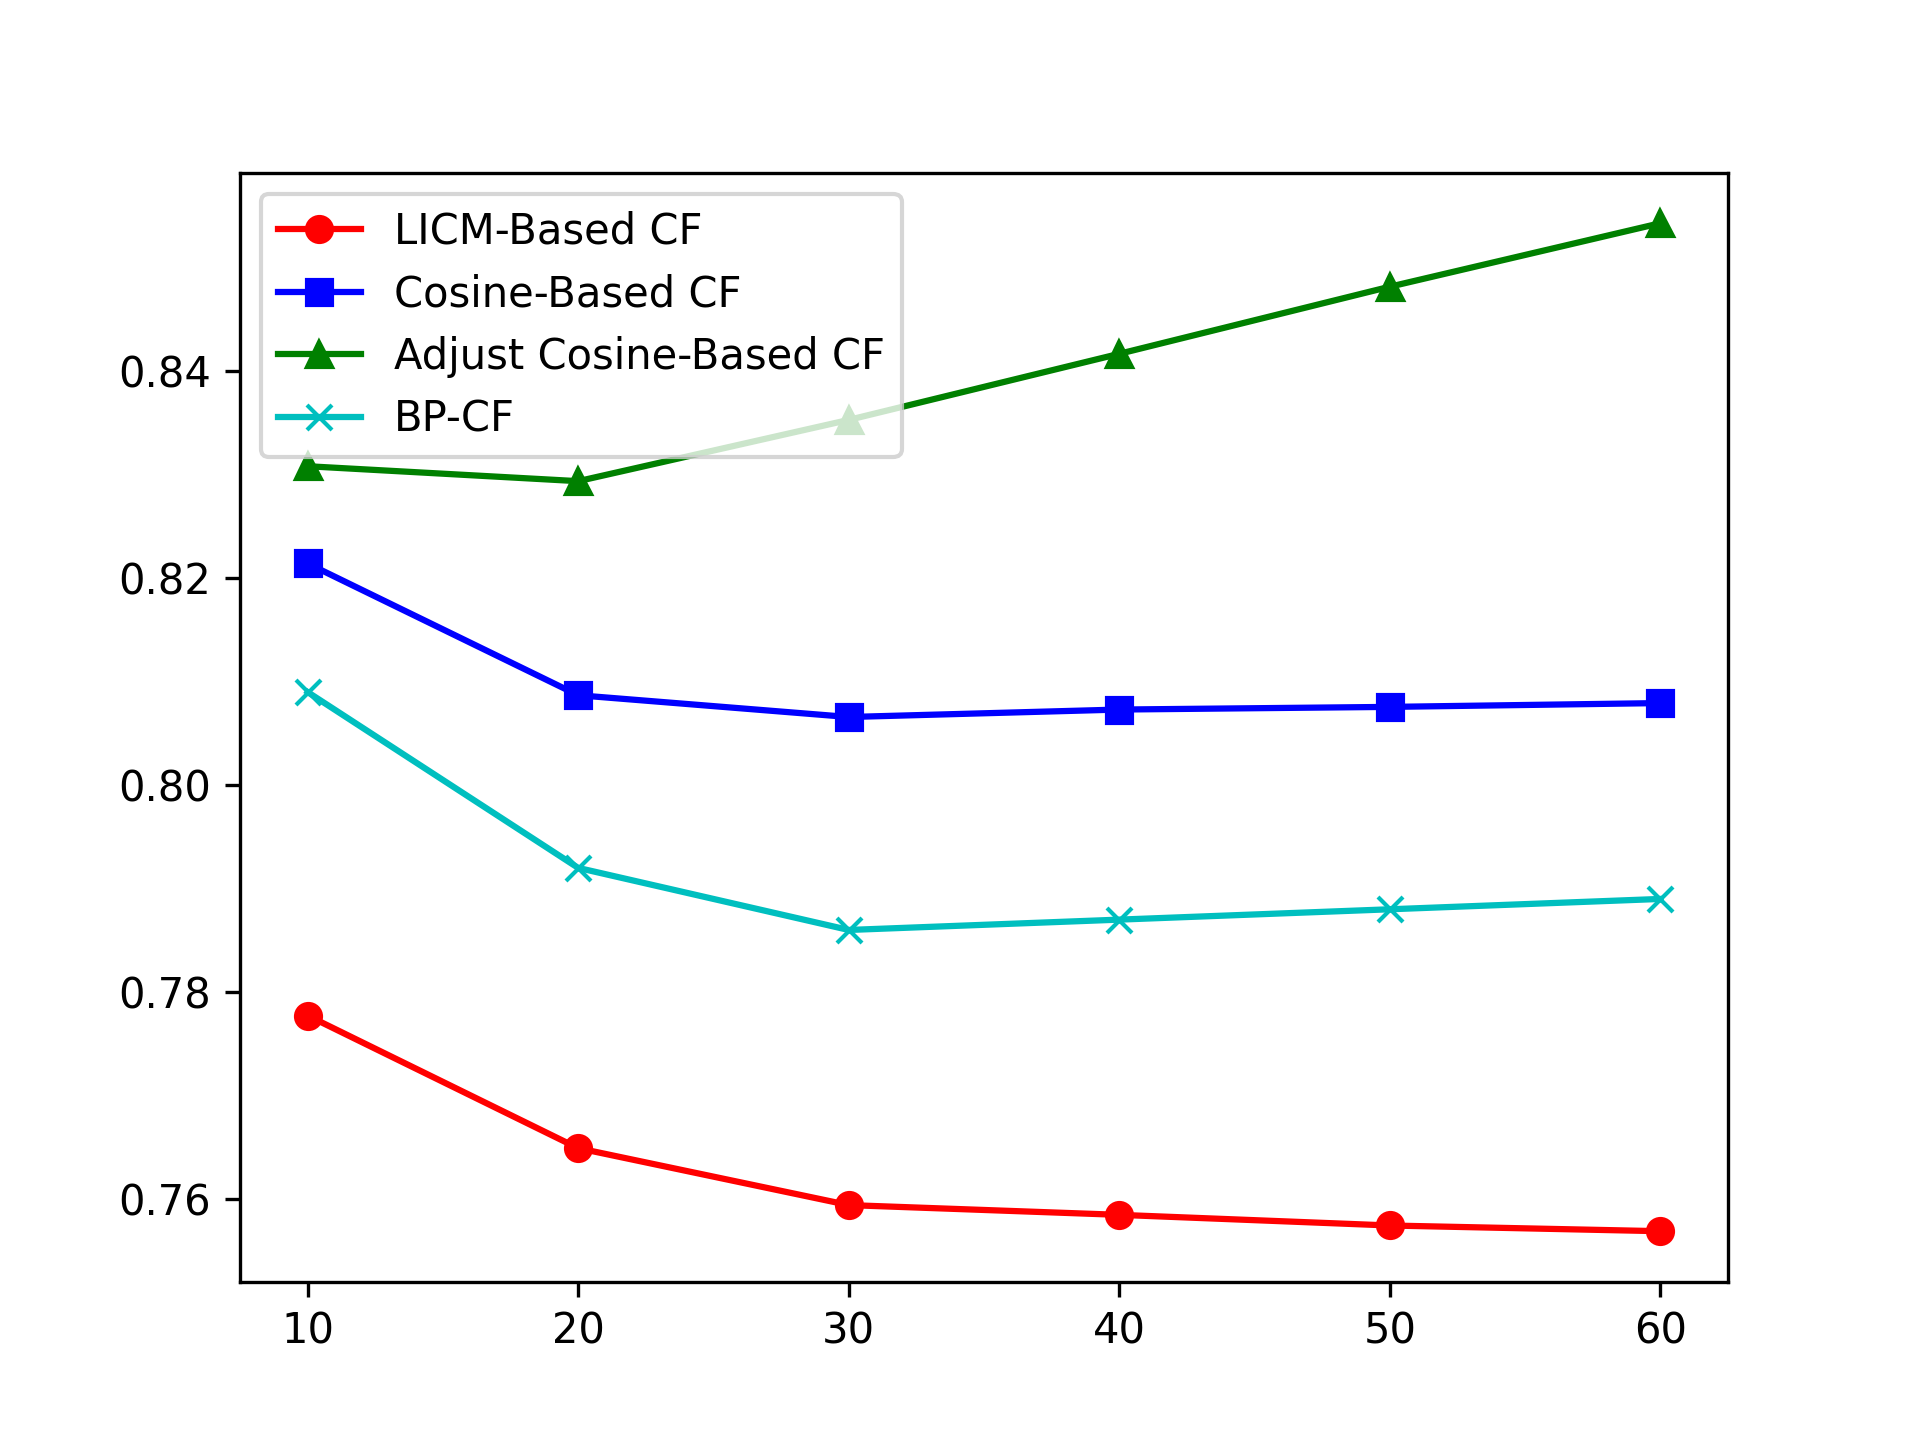 LICM-Based CF
Cosine-Based CF
Adjust Cosine-Based CF
BP-CF
0.84
0.82
0.80
0.78
0.76
10 20 30 40 50 60